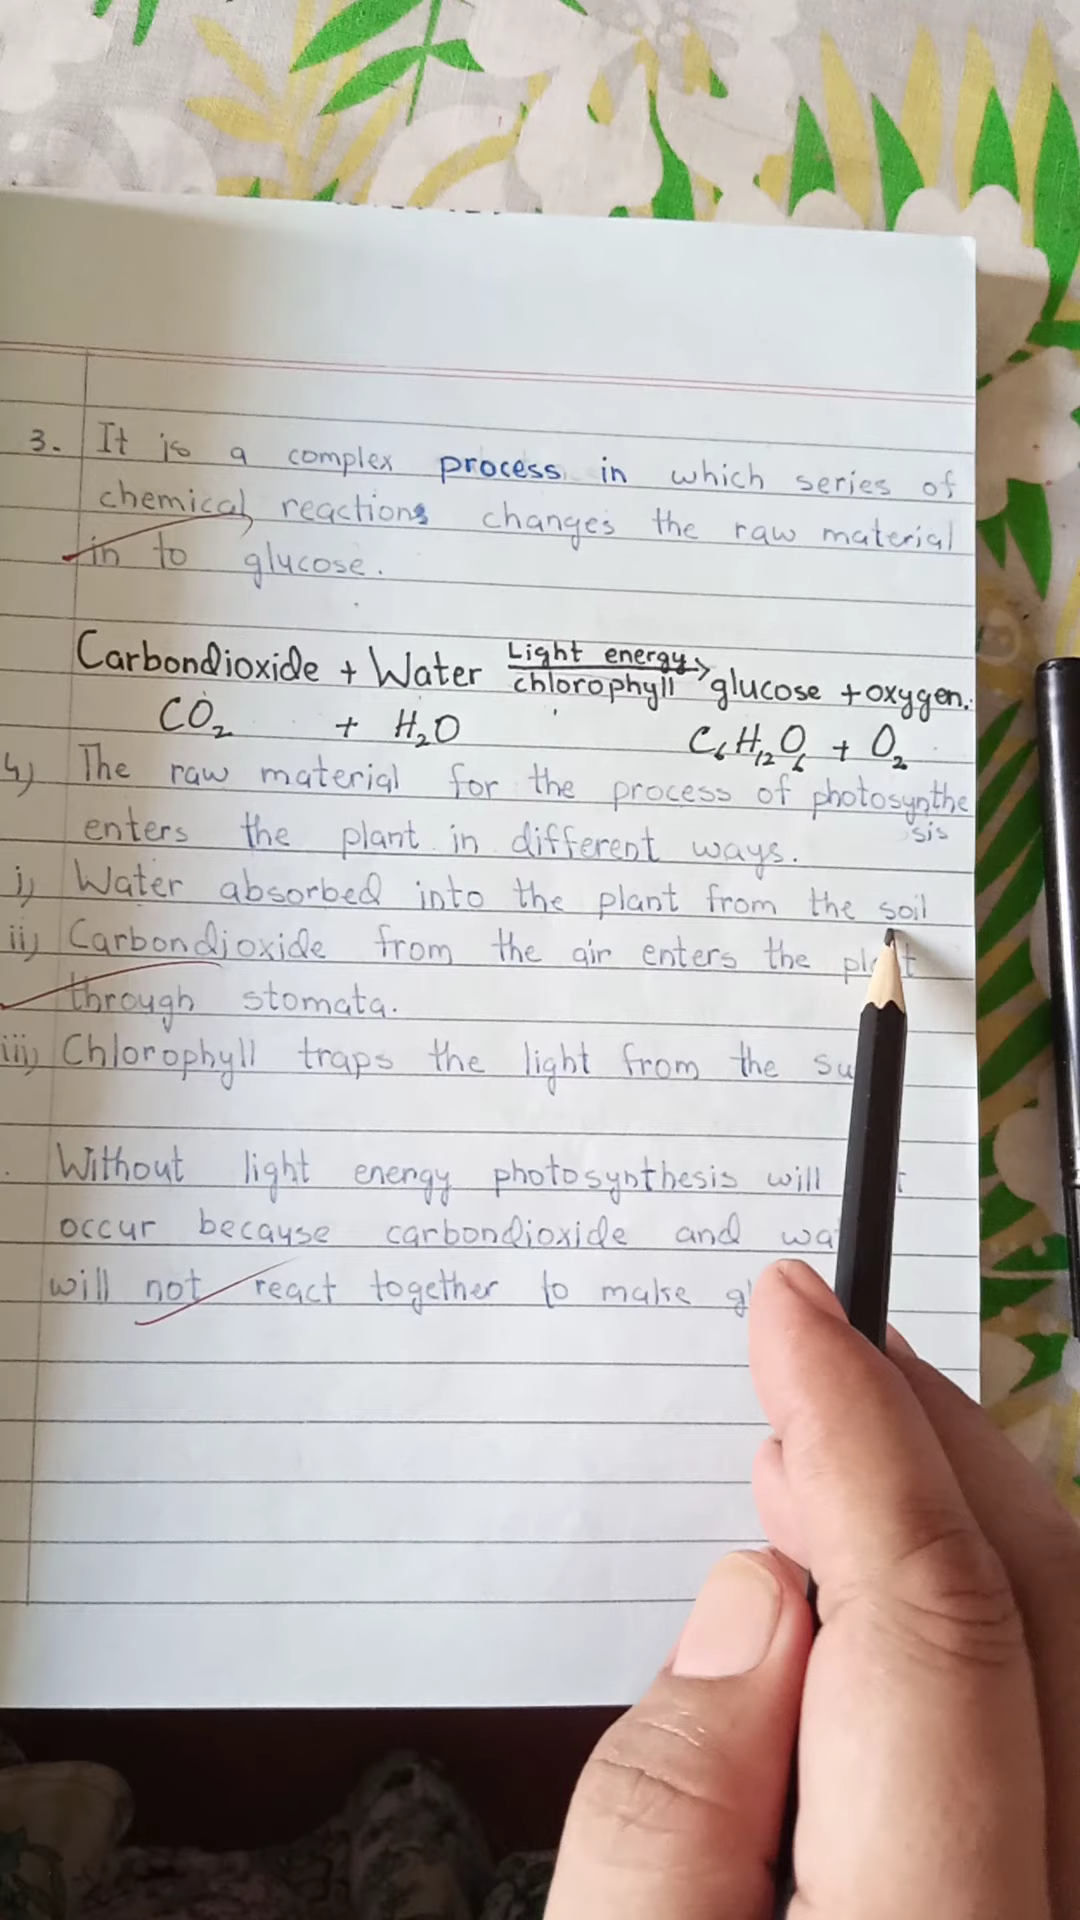 3. It is a complex process in which series of
chemical reactions changes the raw material
in to glucose.
Carbondioxide + Water Light energy> glucose + oxygen.
chlorophyll
CO2 + H2O C6H12O6 + O2
4) The raw material for the process of photosynthe
sis
enters the plant in different ways.
i) Water absorbed into the plant from the soil
ii) Carbondioxide from the air enters the
through stomata.
iii) Chlorophyll traps the light from the
Without light energy photosynthesis will
occur because carbondioxide and
will not react together to make